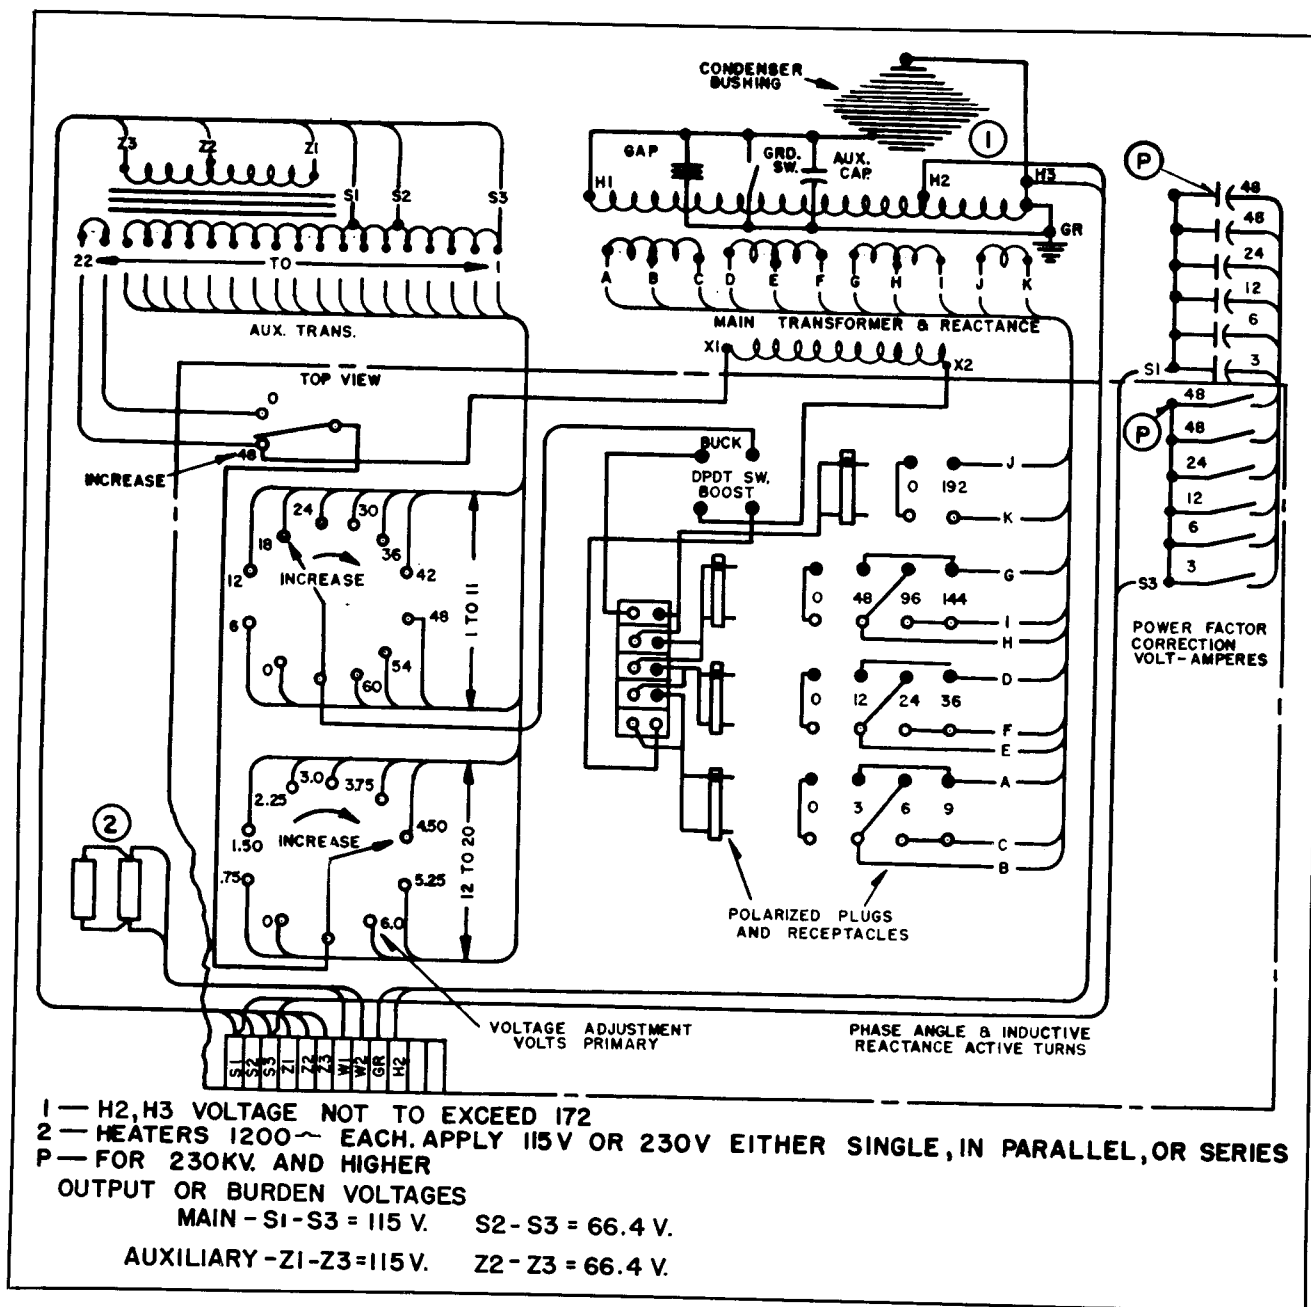 CONDENSER
BUSHING
1
GAP
GRD.
SW.
AUX.
CAP.
H1
H2
H3
GR
Z3
Z2
Z1
S1
S2
S3
22
TO
1
AUX. TRANS.
A
B
C
D
E
F
G
H
I
J
K
MAIN TRANSFORMER & REACTANCE
X1
X2
P
48
48
24
12
6
3
S1
P
48
48
24
12
6
3
S3
POWER FACTOR
CORRECTION
VOLT-AMPERES
TOP VIEW
0
48
INCREASE
BUCK
DPDT SW.
BOOST
0
6
12
18
24
30
36
42
48
54
60
INCREASE
1 TO 11
0
.75
1.50
2.25
3.0
3.75
4.50
5.25
6.0
INCREASE
12 TO 20
0 192
J
K
0 48 96 144
G
I
H
0 12 24 36
D
F
E
0 3 6 9
A
C
B
2
POLARIZED PLUGS
AND RECEPTACLES
VOLTAGE ADJUSTMENT
VOLTS PRIMARY
PHASE ANGLE & INDUCTIVE
REACTANCE ACTIVE TURNS
S1 S2 S3 Z1 Z2 Z3 W1 W2 GR H2
1 — H2, H3 VOLTAGE NOT TO EXCEED 172
2 — HEATERS 1200~ EACH. APPLY 115V OR 230V EITHER SINGLE, IN PARALLEL, OR SERIES
P — FOR 230KV. AND HIGHER
OUTPUT OR BURDEN VOLTAGES
MAIN - S1-S3 = 115 V. S2-S3 = 66.4 V.
AUXILIARY - Z1-Z3 = 115 V. Z2-Z3 = 66.4 V.